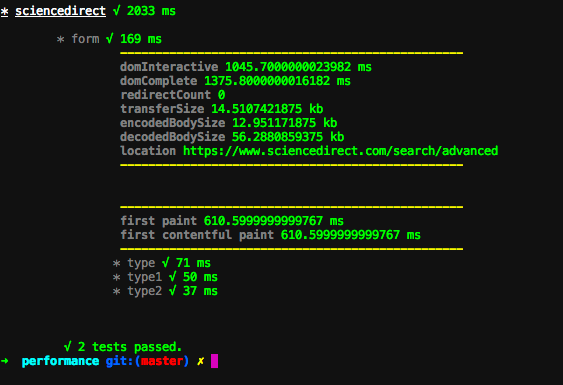 * sciencedirect √ 2033 ms
* form √ 169 ms
domInteractive 1045.7000000023982 ms
domComplete 1375.8000000016182 ms
redirectCount 0
transferSize 14.5107421875 kb
encodedBodySize 12.951171875 kb
decodedBodySize 56.2880859375 kb
location https://www.sciencedirect.com/search/advanced
first paint 610.5999999999767 ms
first contentful paint 610.5999999999767 ms
* type √ 71 ms
* type1 √ 50 ms
* type2 √ 37 ms
√ 2 tests passed.
➜ performance git:(master) ✗